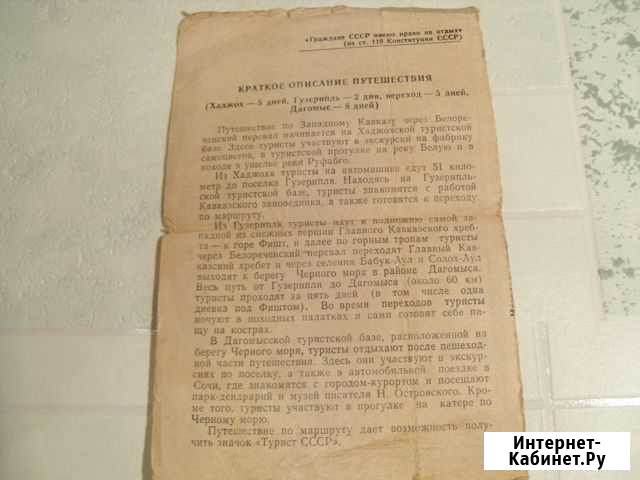 «Граждане СССР имеют право на отдых»
(из ст. 119 Конституции СССР)
КРАТКОЕ ОПИСАНИЕ ПУТЕШЕСТВИЯ
(Хаджох — 5 дней, Гузерипль — 2 дня, переход — 5 дней,
Дагомыс — 8 дней)
Путешествие по Западному Кавказу через Белоре-
ченский перевал начинается на Хаджохской туристской
базе. Здесь туристы участвуют в экскурсии на фабрику
самоцветов, в туристской прогулке на реку Белую и в
походе в ущелье реки Руфабго.
Из Хаджоха туристы на автомашине едут 51 кило-
метр до поселка Гузерипля. Находясь на Гузерипль-
ской туристской базе, туристы знакомятся с работой
Кавказского заповедника, а также готовятся к переходу
по маршруту.
Из Гузерипля туристы идут к подножию самой за-
падной из снежных вершин Главного Кавказского хреб-
та — к горе Фишт, и далее по горным тропам туристы
через Белореченский перевал переходят Главный Кав-
казский хребет и через селения Бабук-Аул и Солох-Аул
выходят к берегу Черного моря в районе Дагомыса.
Весь путь от Гузерипля до Дагомыса (около 60 км)
туристы проходят за пять дней (в том числе одна
дневка под Фиштом). Во время переходов туристы
ночуют в походных палатках и сами готовят себе пи-
щу на кострах.
В Дагомысской туристской базе, расположенной на
берегу Черного моря, туристы отдыхают после пешеход-
ной части путешествия. Здесь они участвуют в экскур-
сиях по поселку, а также в автомобильной поездке в
Сочи, где знакомятся с городом-курортом и посещают
парк-дендрарий и музей писателя Н. Островского. Кро-
ме того, туристы участвуют в прогулке на катере по
Черному морю.
Путешествие по маршруту дает возможность полу-
чить значок «Турист СССР».
Интернет-
Кабинет.Ру